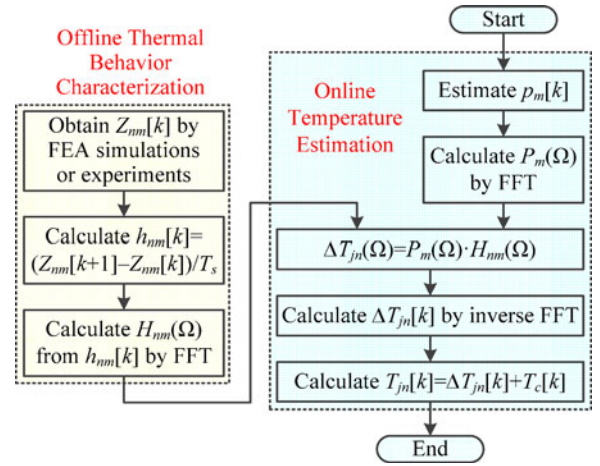 Offline Thermal
Behavior
Characterization
Obtain Zₙₘ[k] by
FEA simulations
or experiments
Calculate hₙₘ[k]=
(Zₙₘ[k+1]–Zₙₘ[k])/Tₛ
Calculate Hₙₘ(Ω)
from hₙₘ[k] by FFT
Start
Online
Temperature
Estimation
Estimate pₘ[k]
Calculate Pₘ(Ω)
by FFT
ΔTⱼₙ(Ω)=Pₘ(Ω)·Hₙₘ(Ω)
Calculate ΔTⱼₙ[k] by inverse FFT
Calculate Tⱼₙ[k]=ΔTⱼₙ[k]+T_c[k]
End